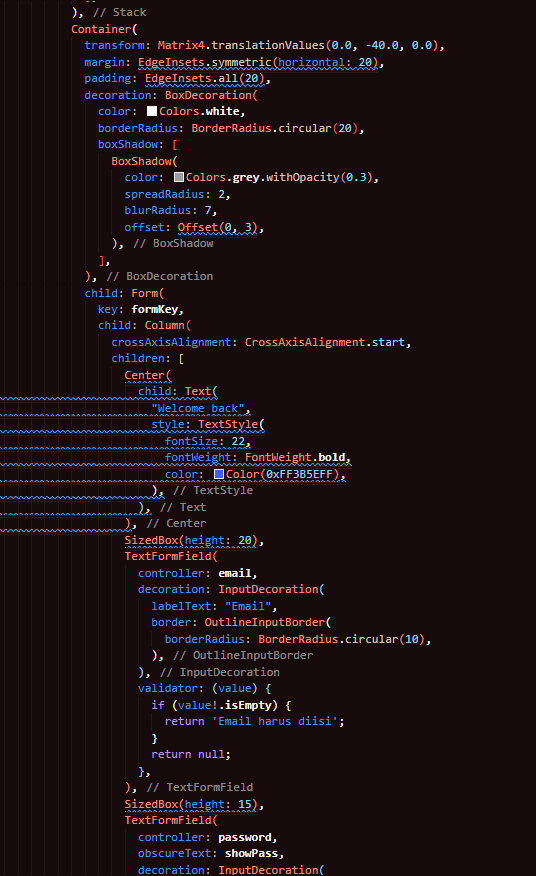 ), // Stack
Container(
  transform: Matrix4.translationValues(0.0, -40.0, 0.0),
  margin: EdgeInsets.symmetric(horizontal: 20),
  padding: EdgeInsets.all(20),
  decoration: BoxDecoration(
    color: Colors.white,
    borderRadius: BorderRadius.circular(20),
    boxShadow: [
      BoxShadow(
        color: Colors.grey.withOpacity(0.3),
        spreadRadius: 2,
        blurRadius: 7,
        offset: Offset(0, 3),
      ), // BoxShadow
    ],
  ), // BoxDecoration
  child: Form(
    key: formKey,
    child: Column(
      crossAxisAlignment: CrossAxisAlignment.start,
      children: [
        Center(
          child: Text(
            "Welcome back",
            style: TextStyle(
              fontSize: 22,
              fontWeight: FontWeight.bold,
              color: Color(0xFF3B5EFF),
            ), // TextStyle
          ), // Text
        ), // Center
        SizedBox(height: 20),
        TextFormField(
          controller: email,
          decoration: InputDecoration(
            labelText: "Email",
            border: OutlineInputBorder(
              borderRadius: BorderRadius.circular(10),
            ), // OutlineInputBorder
          ), // InputDecoration
          validator: (value) {
            if (value!.isEmpty) {
              return 'Email harus diisi';
            }
            return null;
          },
        ), // TextFormField
        SizedBox(height: 15),
        TextFormField(
          controller: password,
          obscureText: showPass,
          decoration: InputDecoration(